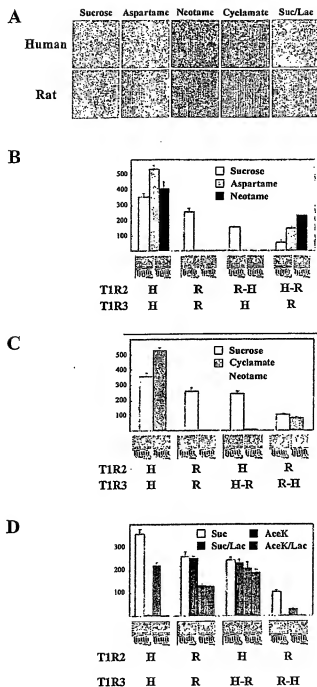 A
Sucrose Aspartame Neotame Cyclamate Suc/Lac
Human
Rat
B
500
400
300
200
100
Sucrose
Aspartame
Neotame
T1R2 H R R-H H-R
T1R3 H R H R
C
500
400
300
200
100
Sucrose
Cyclamate
Neotame
T1R2 H R H R
T1R3 H R H-R R-H
D
300
200
100
Suc AceK
Suc/Lac AceK/Lac
T1R2 H R H R
T1R3 H R H-R R-H